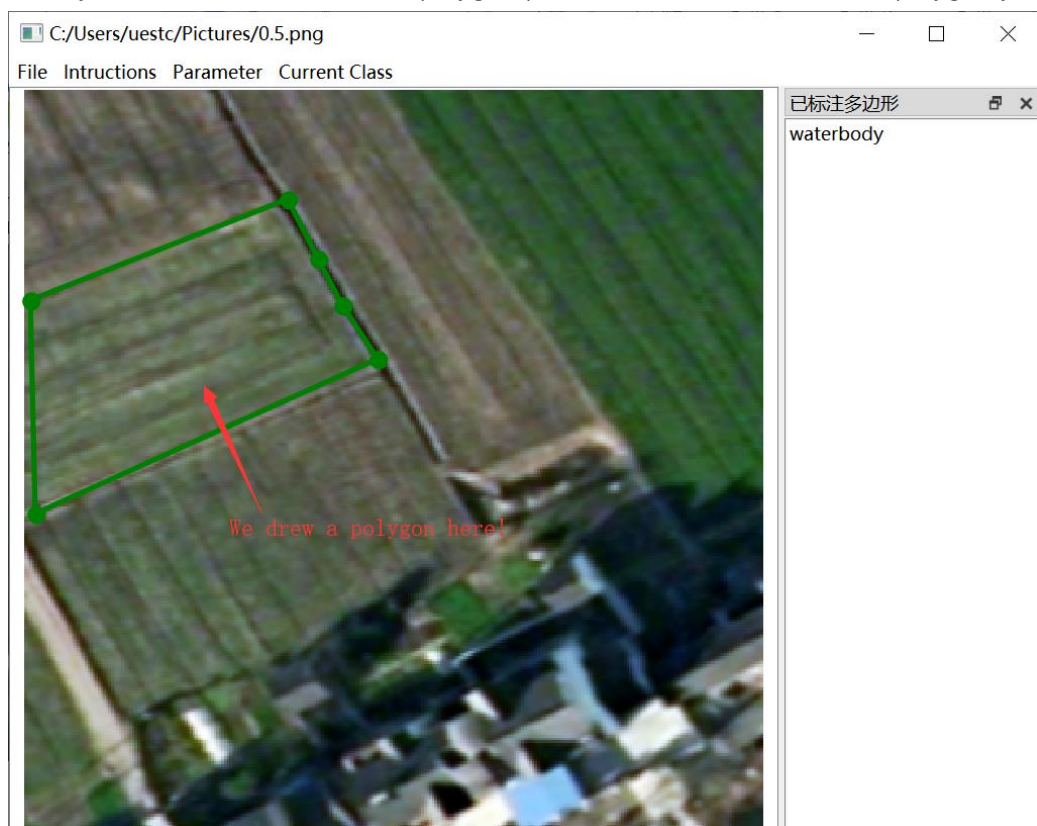 C:/Users/uestc/Pictures/0.5.png
File Intructions Parameter Current Class
已标注多边形
waterbody
We drew a polygon here!